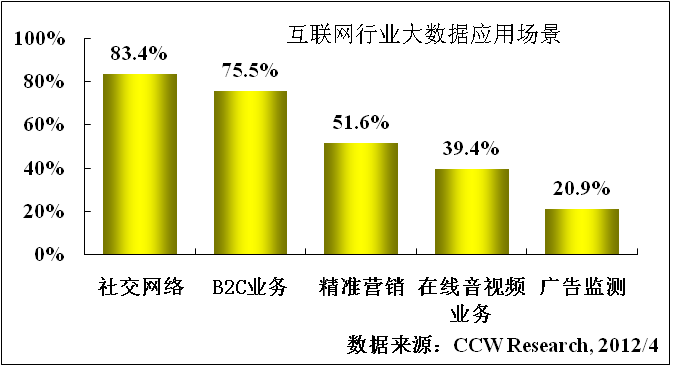 互联网行业大数据应用场景
100%
80%
60%
40%
20%
0%
83.4%
75.5%
51.6%
39.4%
20.9%
社交网络
B2C业务
精准营销
在线音视频
业务
广告监测
数据来源：CCW Research, 2012/4